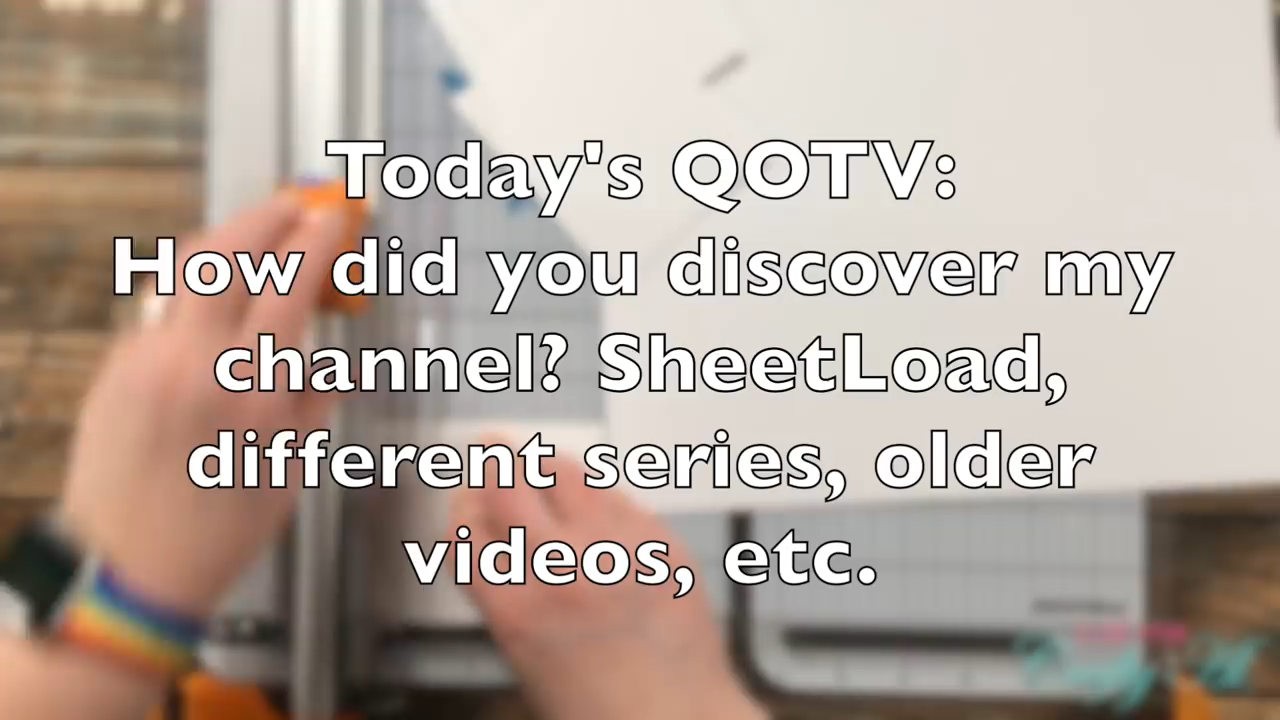 Today's QOTV:
How did you discover my
channel? SheetLoad,
different series, older
videos, etc.